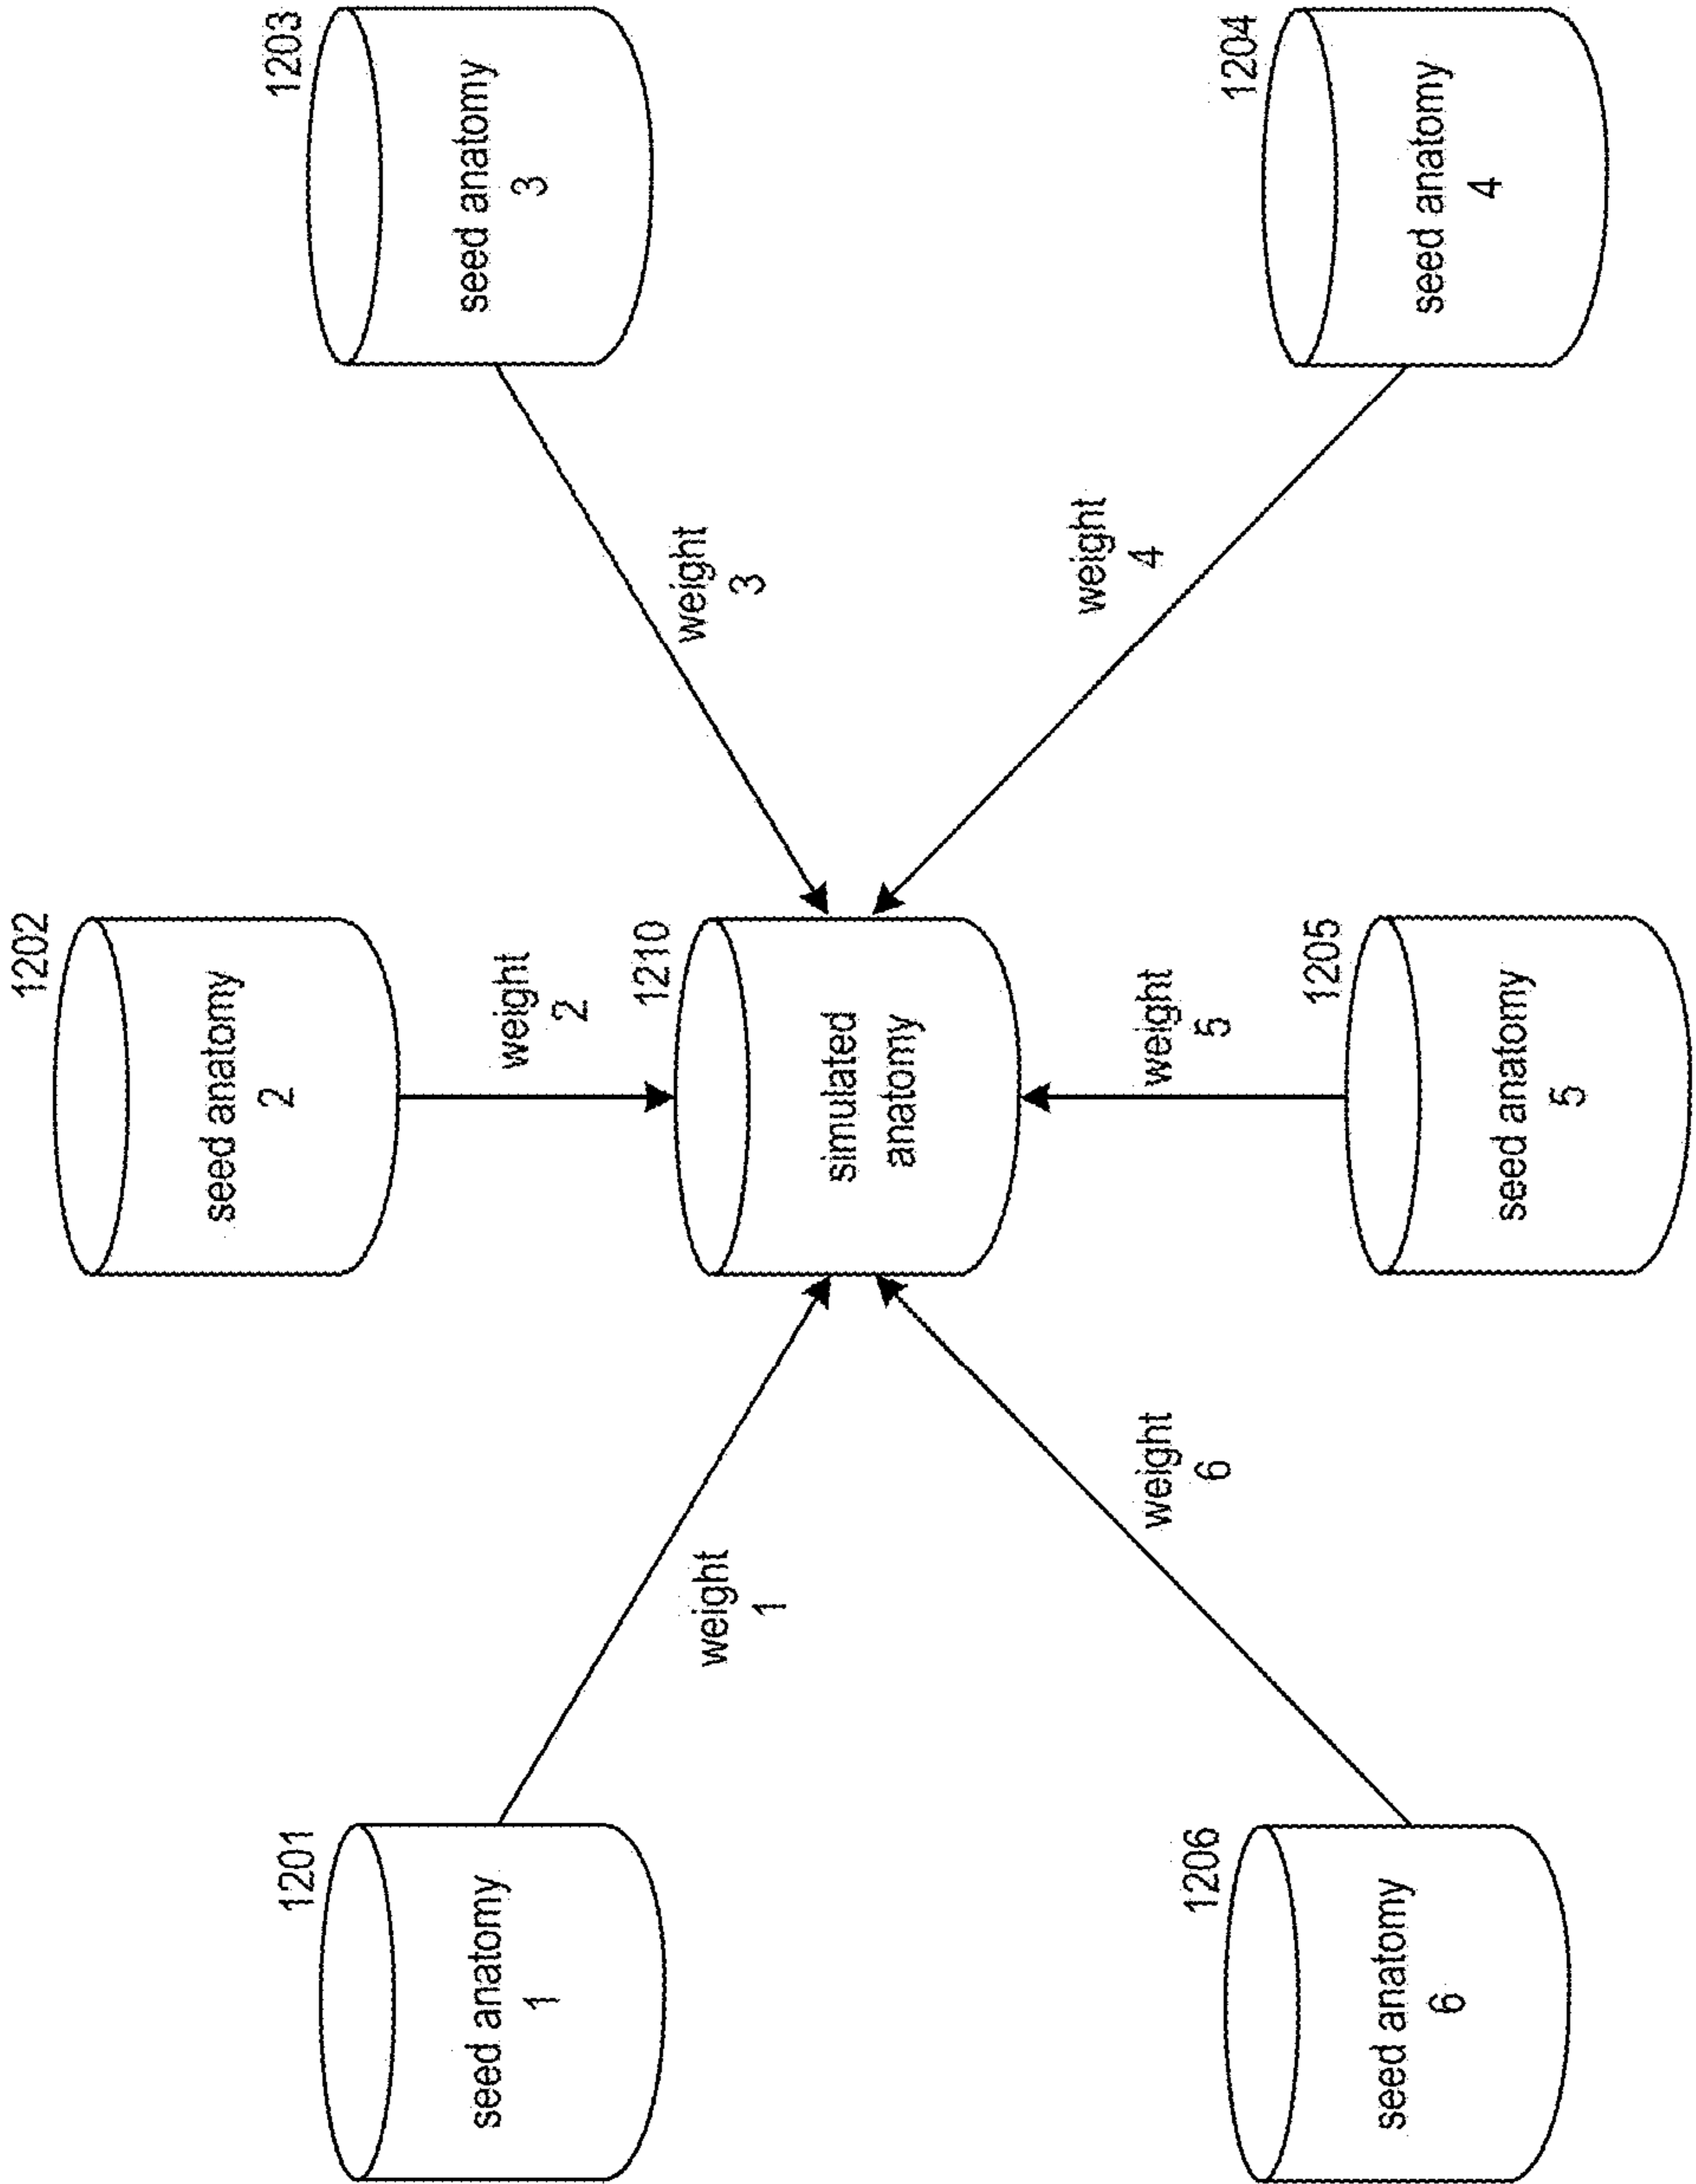 1201
seed anatomy
1
weight
1
1202
seed anatomy
2
weight
2
1203
seed anatomy
3
weight
3
1210
simulated
anatomy
1204
seed anatomy
4
weight
4
1205
seed anatomy
5
weight
5
1206
seed anatomy
6
weight
6